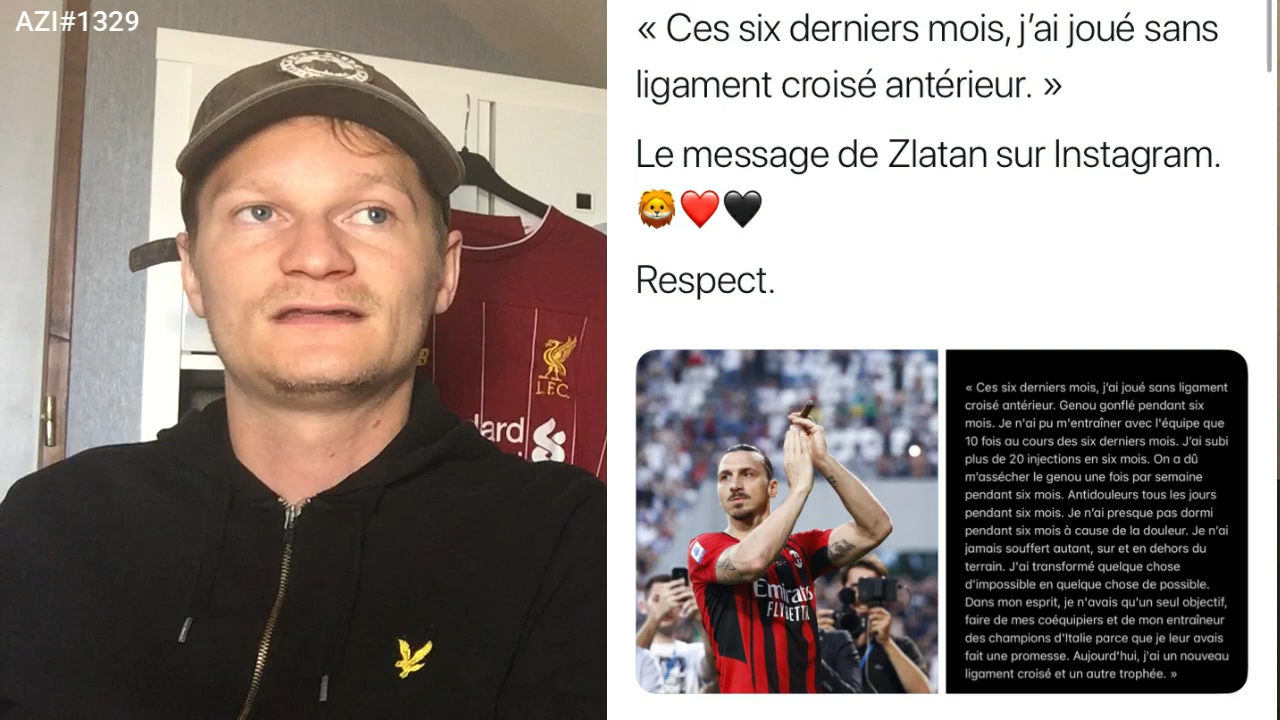 AZI#1329
L.F.C.
dard
« Ces six derniers mois, j’ai joué sans
ligament croisé antérieur. »
Le message de Zlatan sur Instagram.
🦁❤️🖤
Respect.
Emirates
FLY BETTER
« Ces six derniers mois, j'ai joué sans ligament
croisé antérieur. Genou gonflé pendant six
mois. Je n'ai pu m'entraîner avec l'équipe que
10 fois au cours des six derniers mois. J'ai subi
plus de 20 injections en six mois. On a dû
m'assécher le genou une fois par semaine
pendant six mois. Antidouleurs tous les jours
pendant six mois. Je n’ai presque pas dormi
pendant six mois à cause de la douleur. Je n’ai
jamais souffert autant, sur et en dehors du
terrain. J'ai transformé quelque chose
d'impossible en quelque chose de possible.
Dans mon esprit, je n'avais qu'un seul objectif,
faire de mes coéquipiers et de mon entraîneur
des champions d'Italie parce que je leur avais
fait une promesse. Aujourd'hui, j'ai un nouveau
ligament croisé et un autre trophée. »